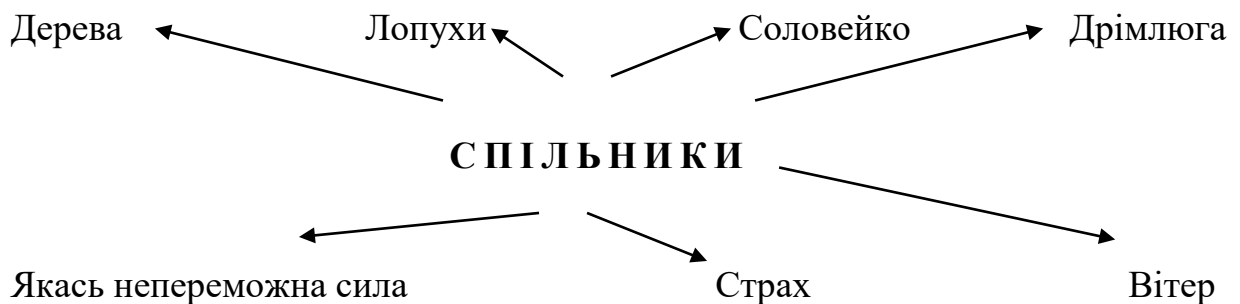 Дерева Лопухи Соловейко Дрімлюга
СПІЛЬНИКИ
Якась непереможна сила Страх Вітер